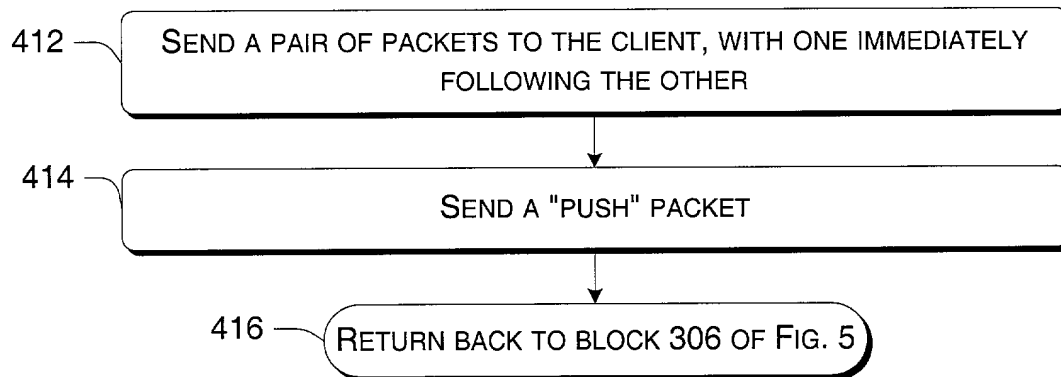 412
SEND A PAIR OF PACKETS TO THE CLIENT, WITH ONE IMMEDIATELY
FOLLOWING THE OTHER
414
SEND A "PUSH" PACKET
416
RETURN BACK TO BLOCK 306 OF FIG. 5